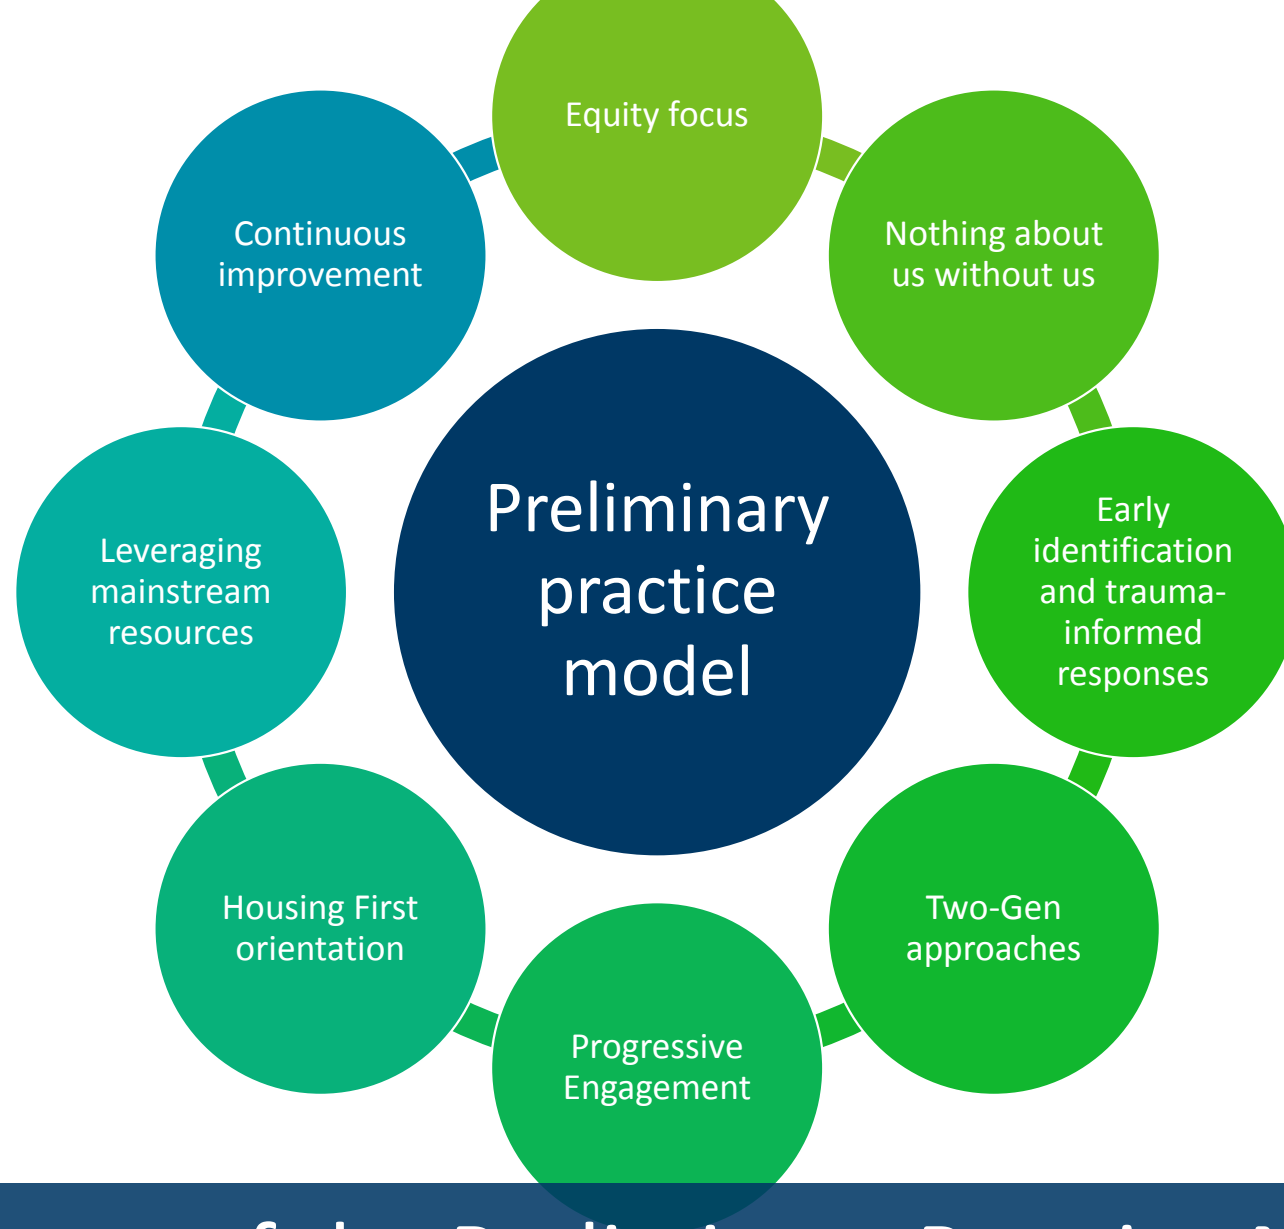 Equity focus
Nothing about
us without us
Early
identification
and trauma-
informed
responses
Two-Gen
approaches
Progressive
Engagement
Housing First
orientation
Leveraging
mainstream
resources
Continuous
improvement
Preliminary
practice
model